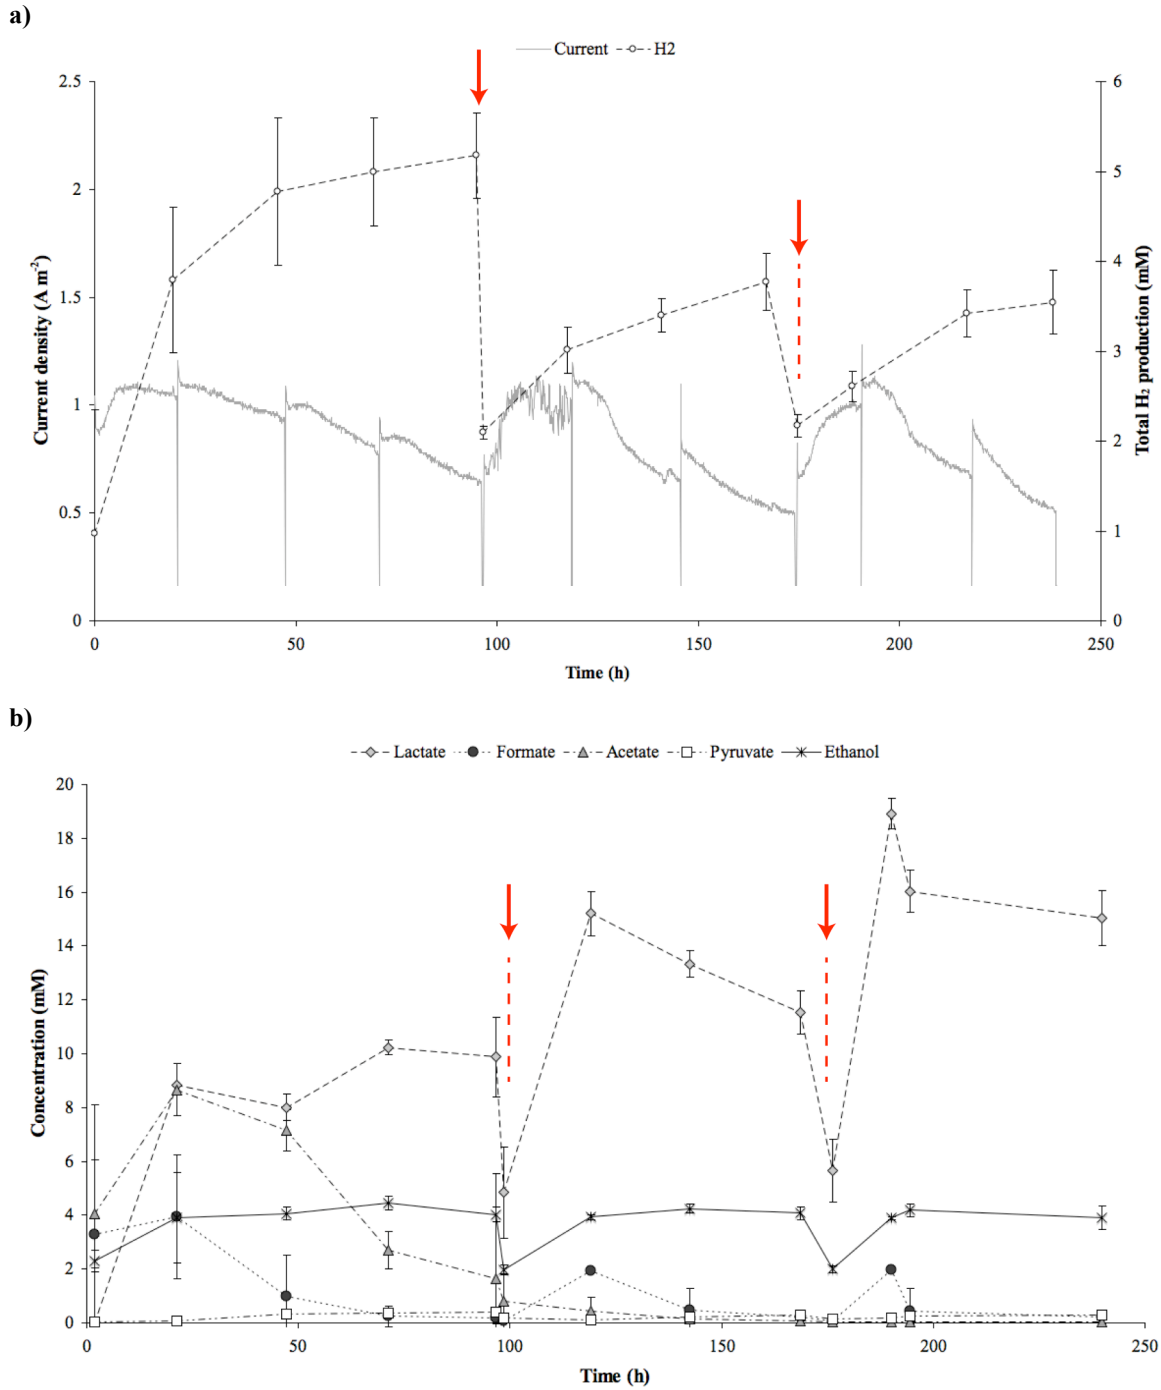 a)
Current H2
2.5
2
1.5
1
0.5
0
Current density (A m-2)
6
5
4
3
2
1
0
Total H₂ production (mM)
0 50 100 150 200 250
Time (h)
b)
Lactate Formate Acetate Pyruvate Ethanol
20
18
16
14
12
10
8
6
4
2
0
Concentration (mM)
0 50 100 150 200 250
Time (h)